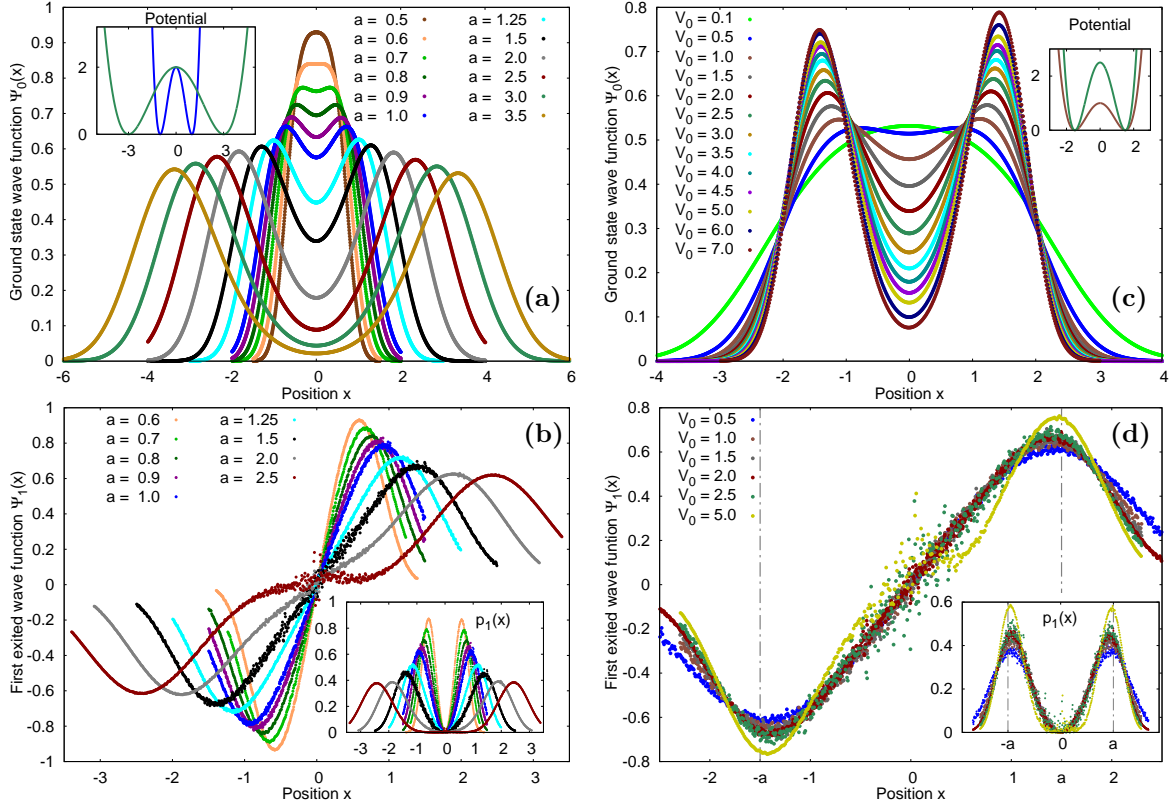 Ground state wave function Ψ0(x)
1
0.9
0.8
0.7
0.6
0.5
0.4
0.3
0.2
0.1
0
-6 -4 -2 0 2 4 6
Position x
Potential
2
0
-3 0 3
a = 0.5
a = 0.6
a = 0.7
a = 0.8
a = 0.9
a = 1.0
a = 1.25
a = 1.5
a = 2.0
a = 2.5
a = 3.0
a = 3.5
(a)
Ground state wave function Ψ0(x)
0.8
0.7
0.6
0.5
0.4
0.3
0.2
0.1
0
-4 -3 -2 -1 0 1 2 3 4
Position x
V0 = 0.1
V0 = 0.5
V0 = 1.0
V0 = 1.5
V0 = 2.0
V0 = 2.5
V0 = 3.0
V0 = 3.5
V0 = 4.0
V0 = 4.5
V0 = 5.0
V0 = 6.0
V0 = 7.0
Potential
2
0
-2 0 2
(c)
First exited wave function Ψ1(x)
1
0.8
0.6
0.4
0.2
0
-0.2
-0.4
-0.6
-0.8
-1
-3 -2 -1 0 1 2 3
Position x
a = 0.6
a = 0.7
a = 0.8
a = 0.9
a = 1.0
a = 1.25
a = 1.5
a = 2.0
a = 2.5
(b)
p1(x)
0.8
0.6
0.4
0.2
0
-3 -2 -1 0 1 2 3
First exited wave funtion Ψ1(x)
0.8
0.6
0.4
0.2
0
-0.2
-0.4
-0.6
-0.8
-2 -a -1 0 1 a 2
Position x
V0 = 0.5
V0 = 1.0
V0 = 1.5
V0 = 2.0
V0 = 2.5
V0 = 5.0
(d)
p1(x)
0.6
0.4
0.2
0
-a 0 a